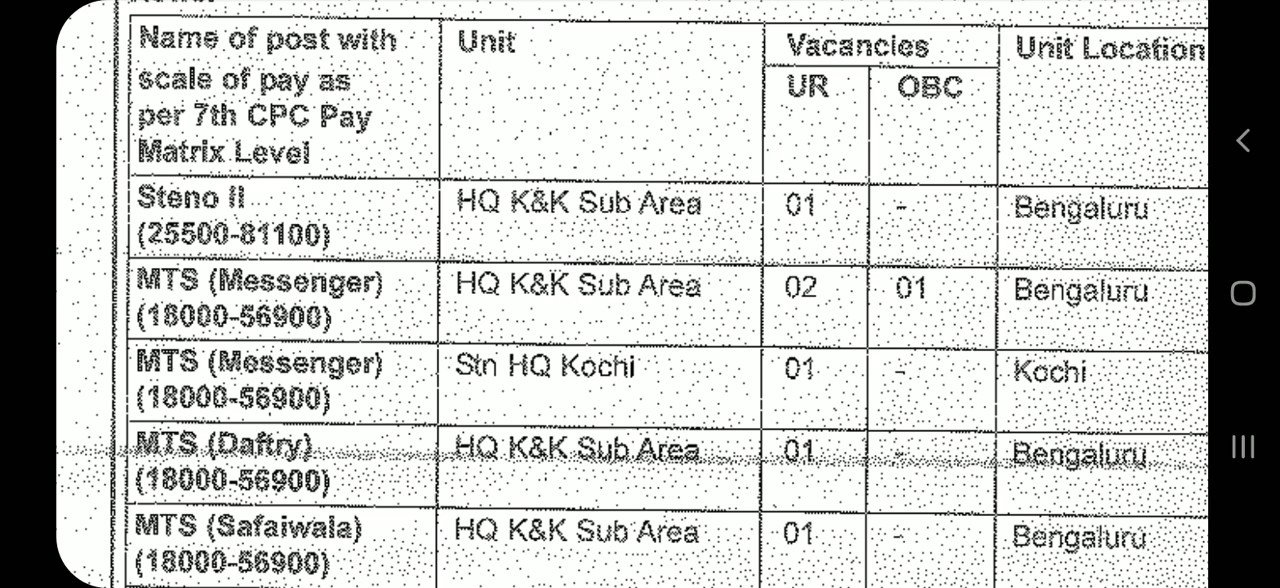 Name of post with scale of pay as per 7th CPC Pay Matrix Level
Unit
Vacancies
UR
OBC
Unit Location
Steno II (25500-81100)
HQ K&K Sub Area
01
-
Bengaluru
MTS (Messenger) (18000-56900)
HQ K&K Sub Area
02
01
Bengaluru
MTS (Messenger) (18000-56900)
Stn HQ Kochi
01
-
Kochi
MTS (Daftry) (18000-56900)
HQ K&K Sub Area
01
-
Bengaluru
MTS (Safaiwala) (18000-56900)
HQ K&K Sub Area
01
-
Bengaluru